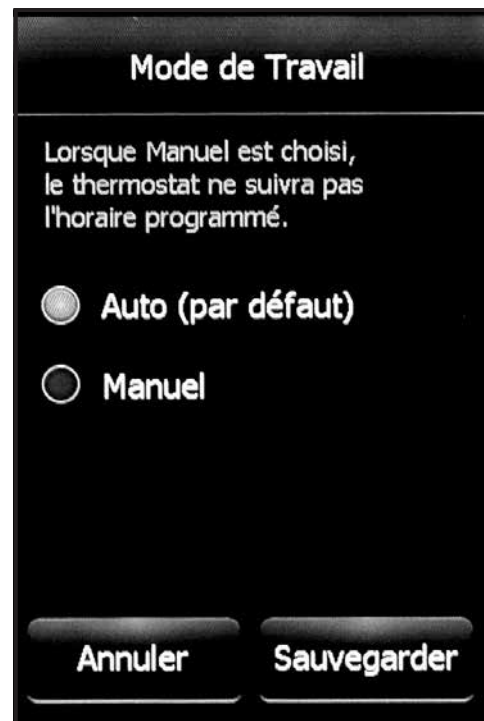 Mode de Travail
Lorsque Manuel est choisi,
le thermostat ne suivra pas
l'horaire programmé.
Auto (par défaut)
Manuel
Annuler
Sauvegarder